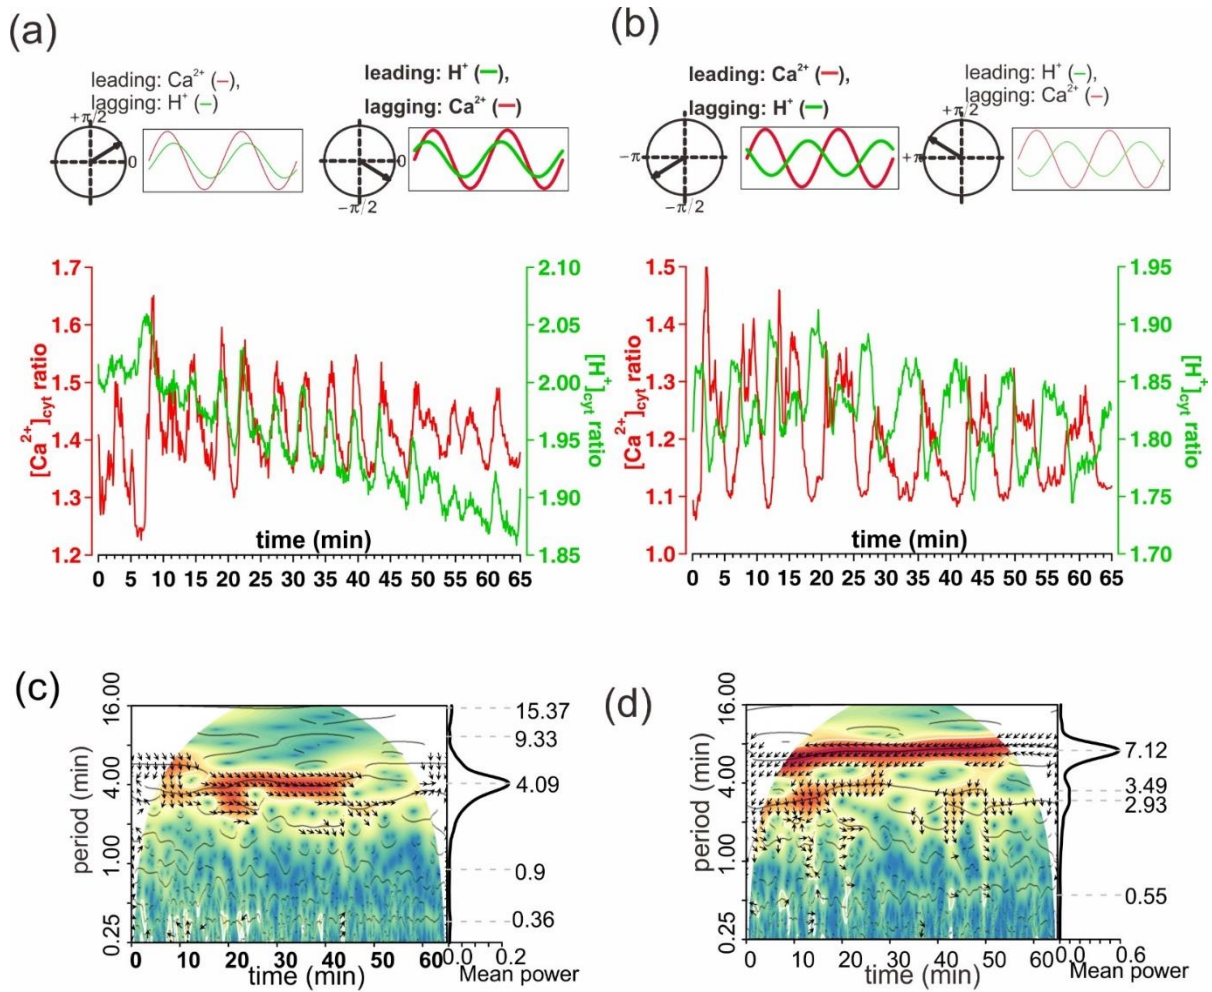 (a)
leading: Ca²⁺ (–),
lagging: H⁺ (–)
+π/2
0
leading: H⁺ (–),
lagging: Ca²⁺ (–)
0
−π/2
(b)
leading: Ca²⁺ (–),
lagging: H⁺ (–)
−π
−π/2
leading: H⁺ (–),
lagging: Ca²⁺ (–)
+π/2
+π
[Ca²⁺]cyt ratio
1.7
1.6
1.5
1.4
1.3
1.2
2.10
2.05
2.00
1.95
1.90
1.85
[H⁺]cyt ratio
time (min)
0 5 10 15 20 25 30 35 40 45 50 55 60 65
[Ca²⁺]cyt ratio
1.5
1.4
1.3
1.2
1.1
1.0
1.95
1.90
1.85
1.80
1.75
1.70
[H⁺]cyt ratio
time (min)
0 5 10 15 20 25 30 35 40 45 50 55 60 65
(c)
period (min)
16.00
4.00
1.00
0.25
15.37
9.33
4.09
0.9
0.36
0 10 20 30 40 50 60
time (min)
0.0 0.2
Mean power
(d)
period (min)
16.00
4.00
1.00
0.25
7.12
3.49
2.93
0.55
0 10 20 30 40 50 60
time (min)
0.0 0.6
Mean power